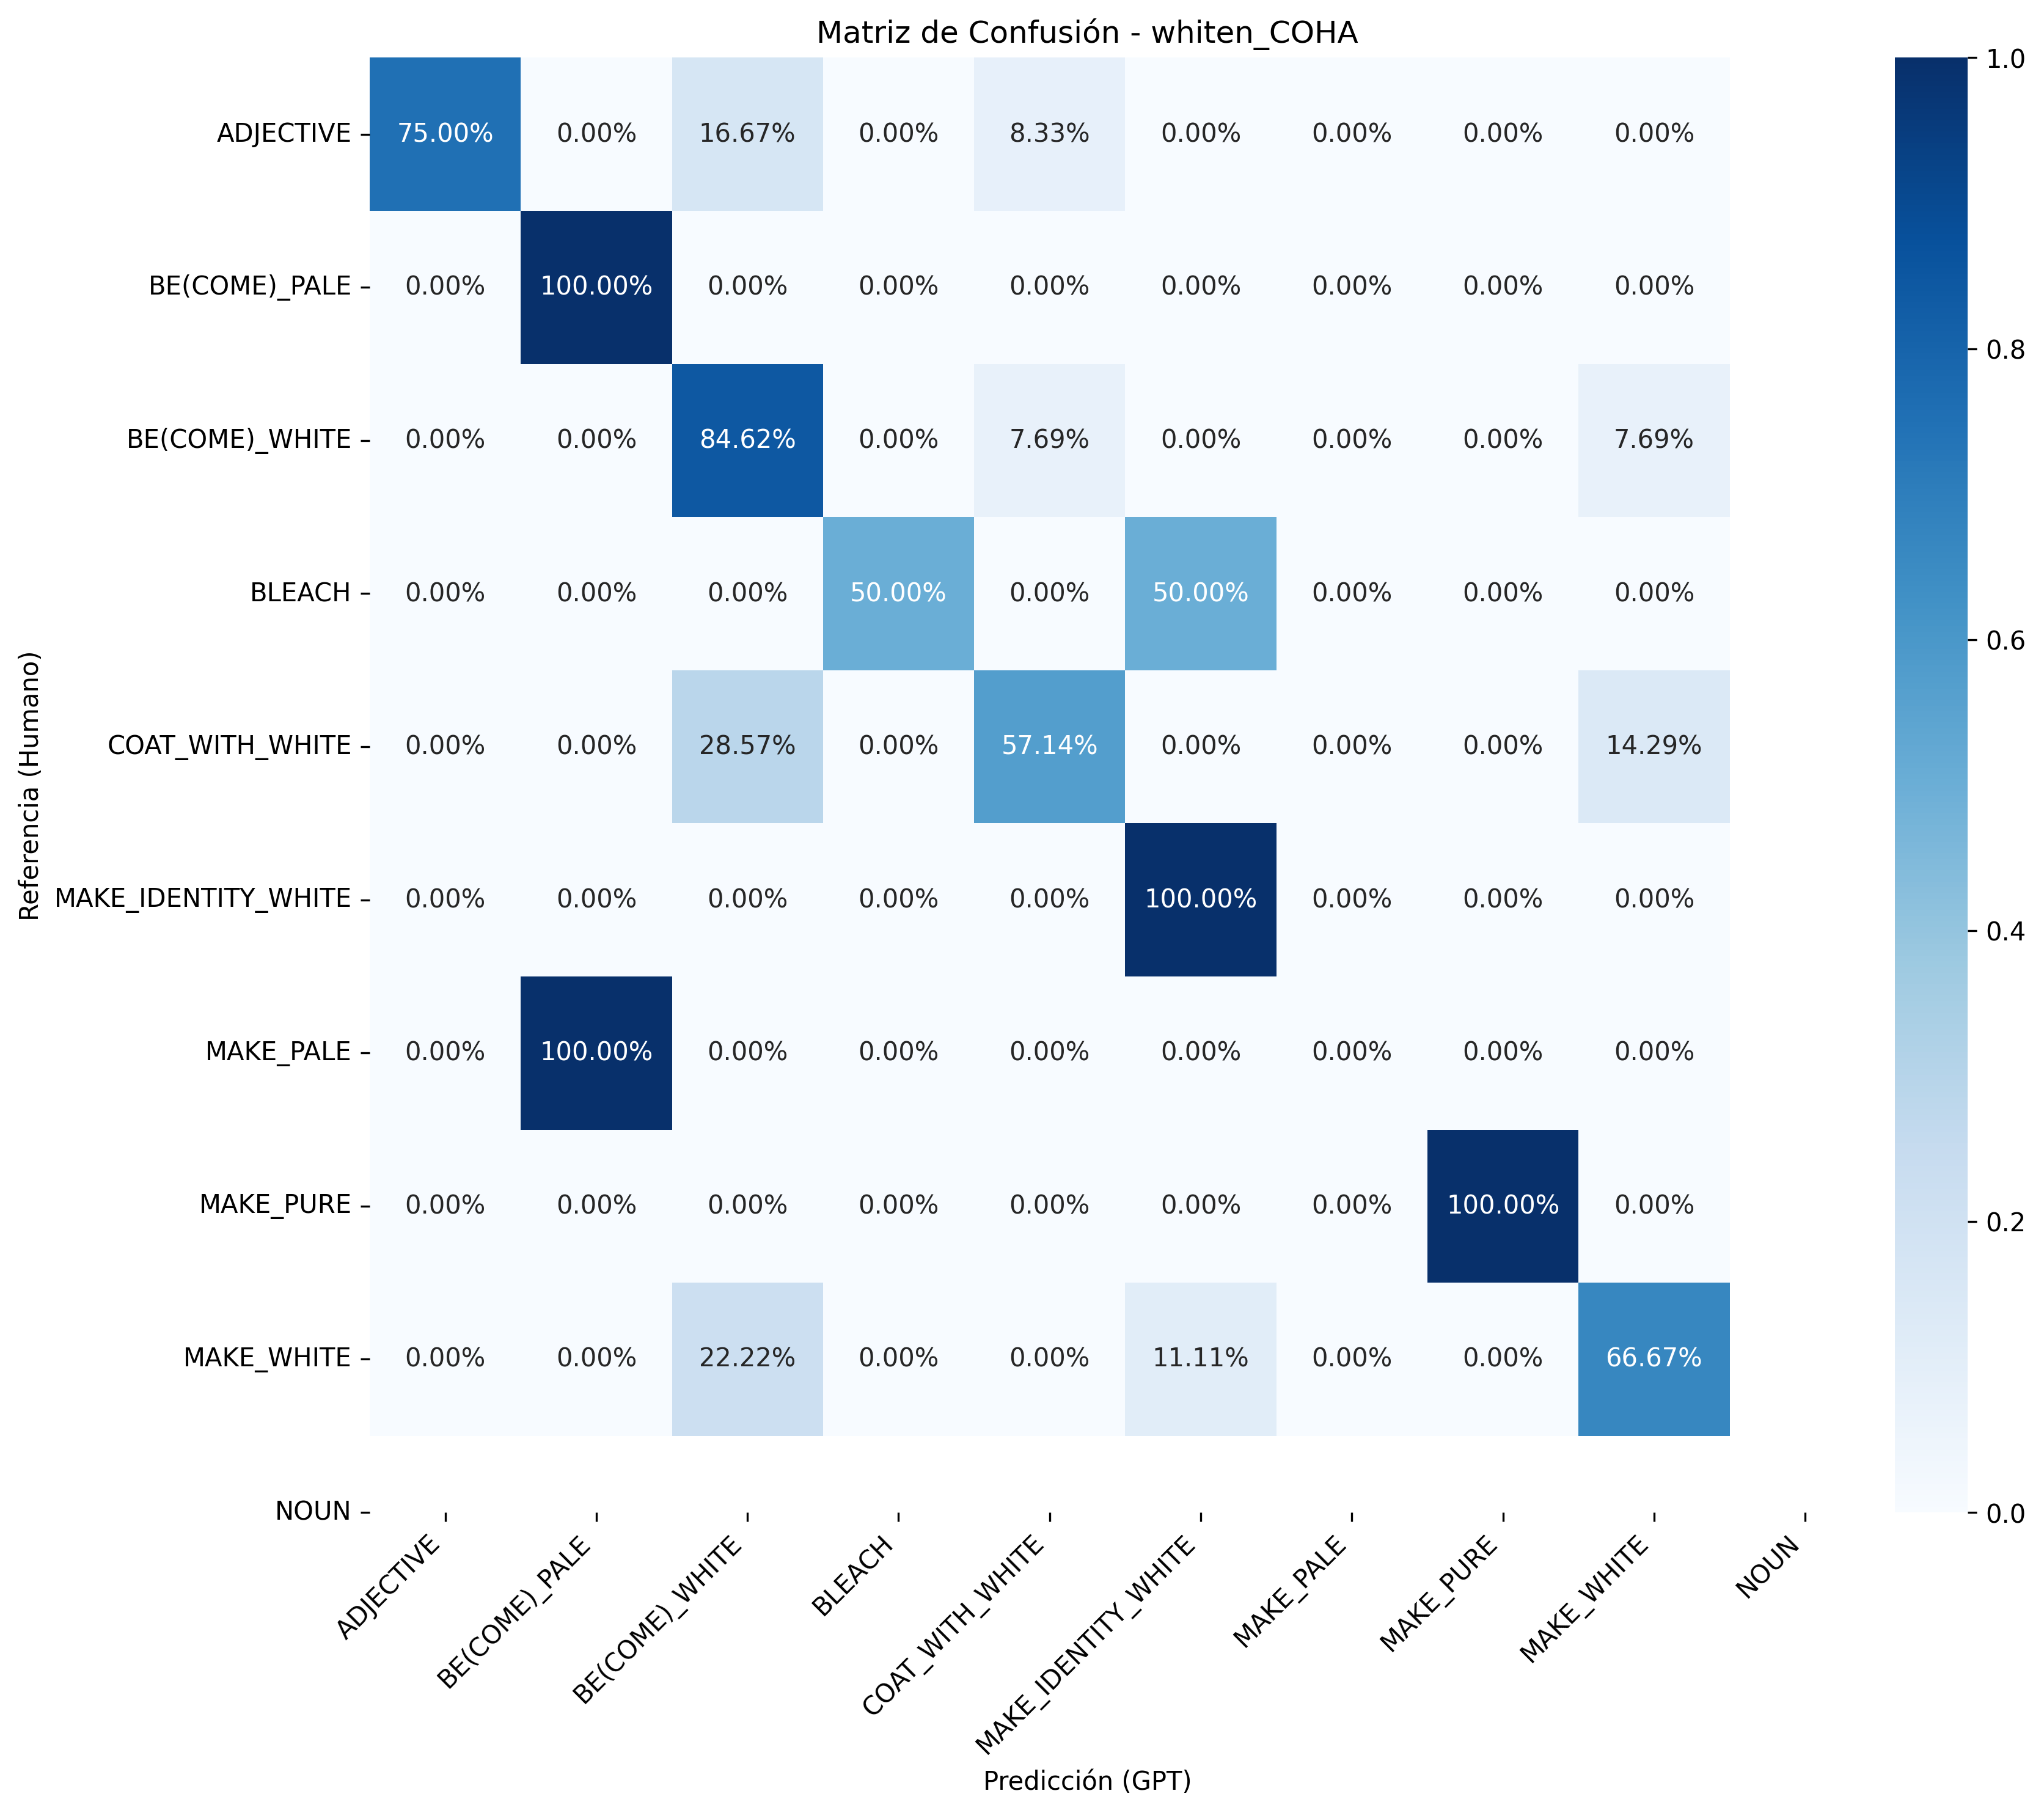 Matriz de Confusión - whiten_COHA
Referencia (Humano)
ADJECTIVE 75.00% 0.00% 16.67% 0.00% 8.33% 0.00% 0.00% 0.00% 0.00%
BE(COME)_PALE 0.00% 100.00% 0.00% 0.00% 0.00% 0.00% 0.00% 0.00% 0.00%
BE(COME)_WHITE 0.00% 0.00% 84.62% 0.00% 7.69% 0.00% 0.00% 0.00% 7.69%
BLEACH 0.00% 0.00% 0.00% 50.00% 0.00% 50.00% 0.00% 0.00% 0.00%
COAT_WITH_WHITE 0.00% 0.00% 28.57% 0.00% 57.14% 0.00% 0.00% 0.00% 14.29%
MAKE_IDENTITY_WHITE 0.00% 0.00% 0.00% 0.00% 0.00% 100.00% 0.00% 0.00% 0.00%
MAKE_PALE 0.00% 100.00% 0.00% 0.00% 0.00% 0.00% 0.00% 0.00% 0.00%
MAKE_PURE 0.00% 0.00% 0.00% 0.00% 0.00% 0.00% 0.00% 100.00% 0.00%
MAKE_WHITE 0.00% 0.00% 22.22% 0.00% 0.00% 11.11% 0.00% 0.00% 66.67%
NOUN
ADJECTIVE
BE(COME)_PALE
BE(COME)_WHITE
BLEACH
COAT_WITH_WHITE
MAKE_IDENTITY_WHITE
MAKE_PALE
MAKE_PURE
MAKE_WHITE
NOUN
Predicción (GPT)
1.0
0.8
0.6
0.4
0.2
0.0